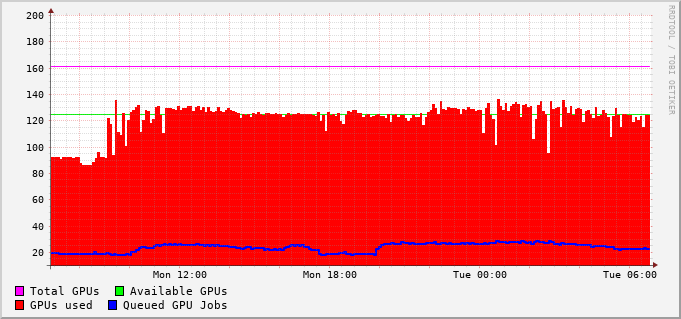 RRDTOOL / TOBI OETIKER
200
180
160
140
120
100
80
60
40
20
Mon 12:00 Mon 18:00 Tue 00:00 Tue 06:00
Total GPUs Available GPUs
GPUs used Queued GPU Jobs